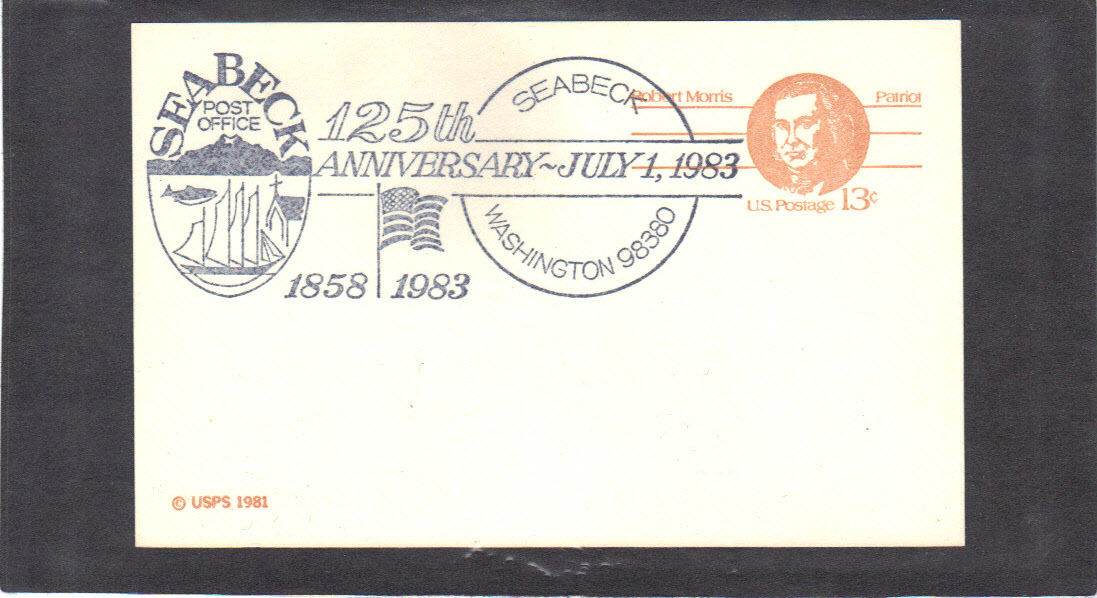 SEABECK
POST
OFFICE
125th
ANNIVERSARY~JULY 1, 1983
1858 1983
SEABECK
WASHINGTON 98380
Robert Morris
Patriot
U.S. Postage 13¢
© USPS 1981